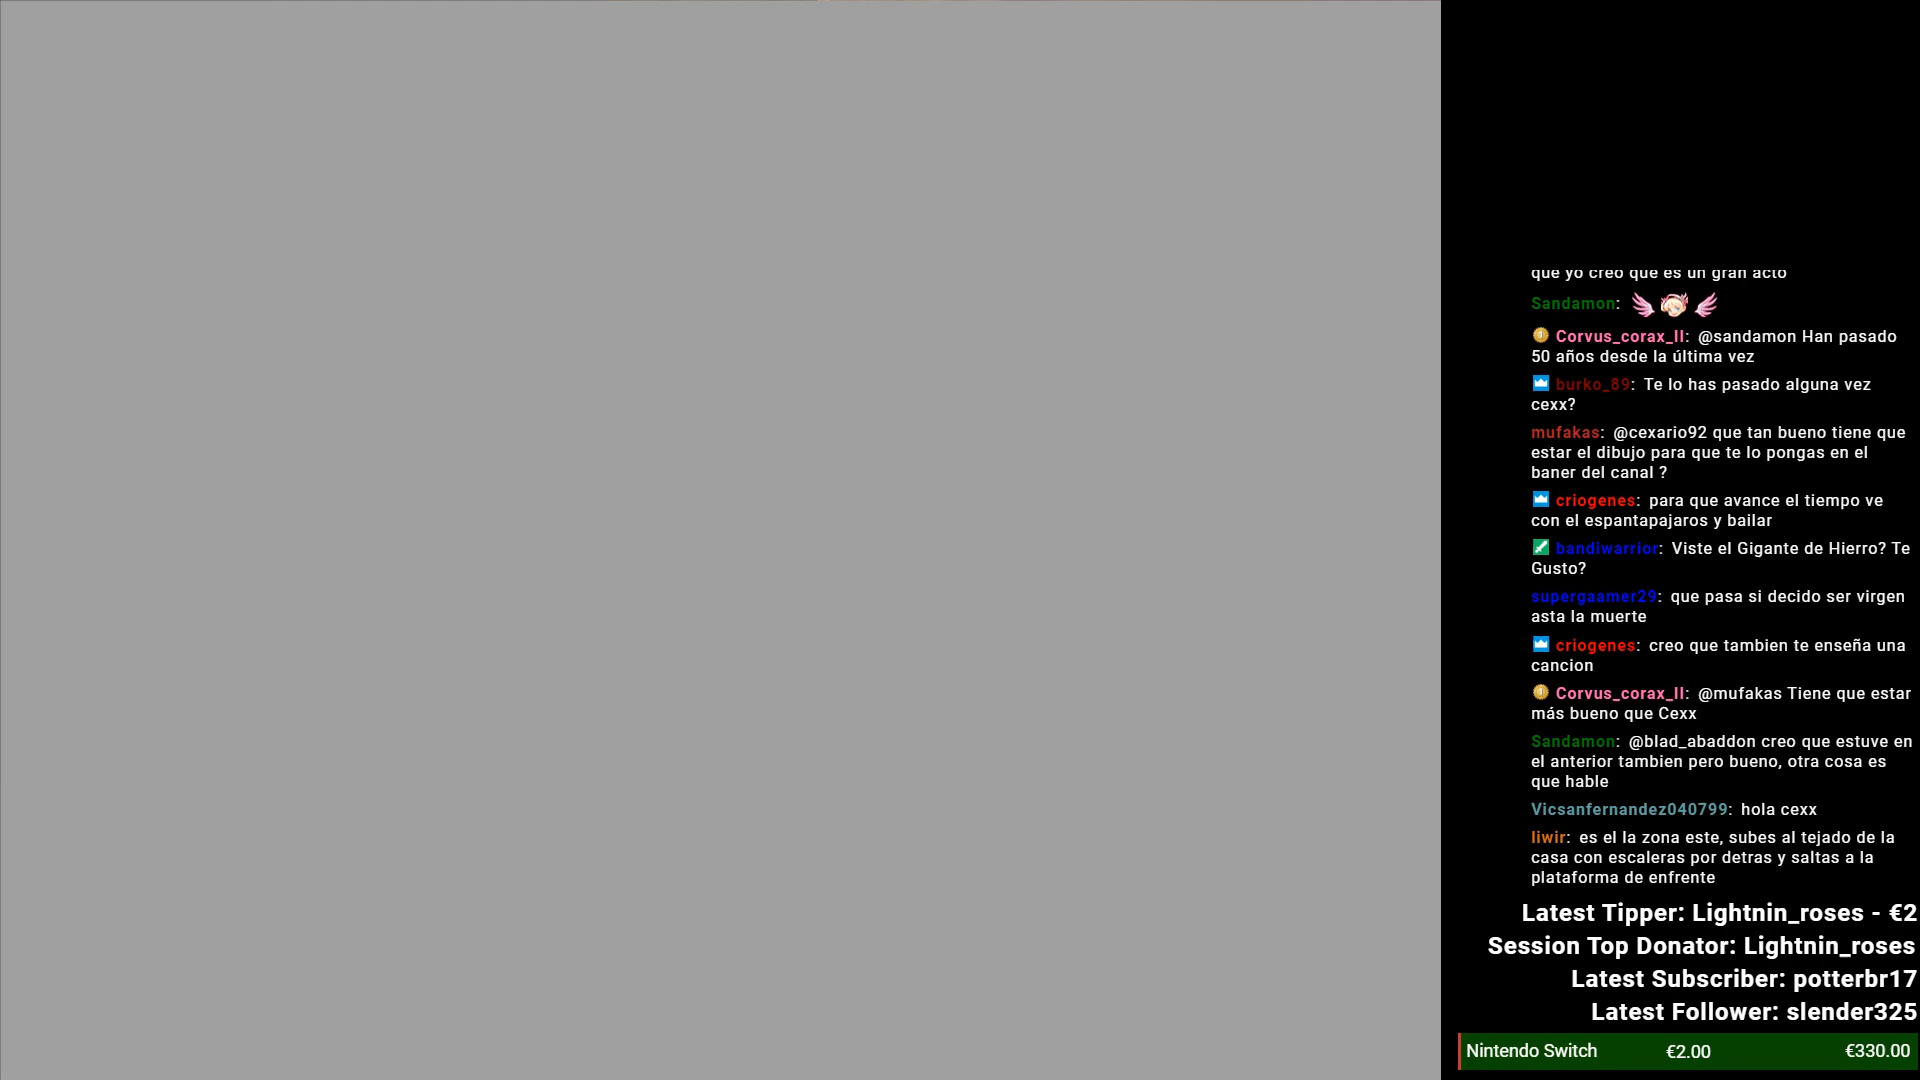 que yo creo que es un gran acto
Sandamon:
Corvus_corax_II: @sandamon Han pasado
50 años desde la última vez
burko_89: Te lo has pasado alguna vez
cexx?
mufakas: @cexario92 que tan bueno tiene que
estar el dibujo para que te lo pongas en el
baner del canal ?
criogenes: para que avance el tiempo ve
con el espantapajaros y bailar
bandiwarrior: Viste el Gigante de Hierro? Te
Gusto?
supergaamer29: que pasa si decido ser virgen
asta la muerte
criogenes: creo que tambien te enseña una
cancion
Corvus_corax_II: @mufakas Tiene que estar
más bueno que Cexx
Sandamon: @blad_abaddon creo que estuve en
el anterior tambien pero bueno, otra cosa es
que hable
Vicsanfernandez040799: hola cexx
liwir: es el la zona este, subes al tejado de la
casa con escaleras por detras y saltas a la
plataforma de enfrente
Latest Tipper: Lightnin_roses - €2
Session Top Donator: Lightnin_roses
Latest Subscriber: potterbr17
Latest Follower: slender325
Nintendo Switch €2.00 €330.00